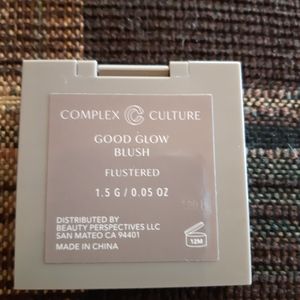 COMPLEX CULTURE
GOOD GLOW
BLUSH
FLUSTERED
1.5 G / 0.05 OZ
DISTRIBUTED BY
BEAUTY PERSPECTIVES LLC
SAN MATEO CA 94401
MADE IN CHINA
12M